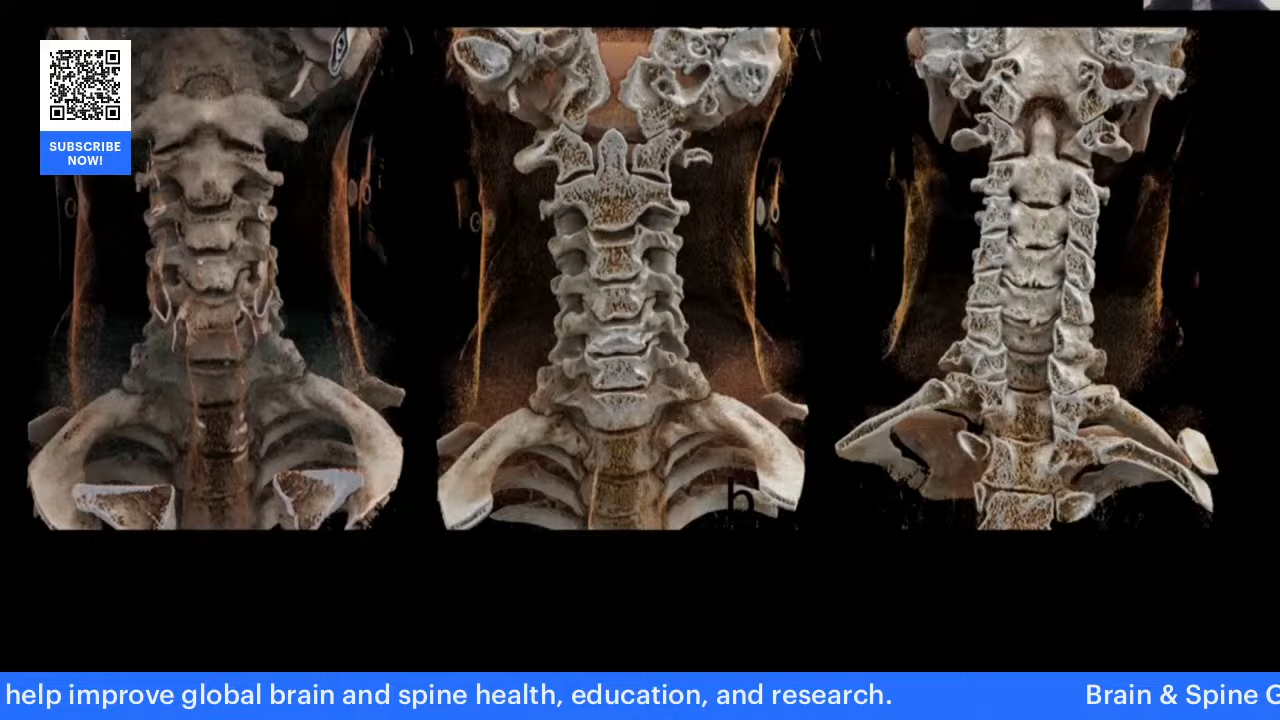 SUBSCRIBE
NOW!
h
help improve global brain and spine health, education, and research.
Brain & Spine G